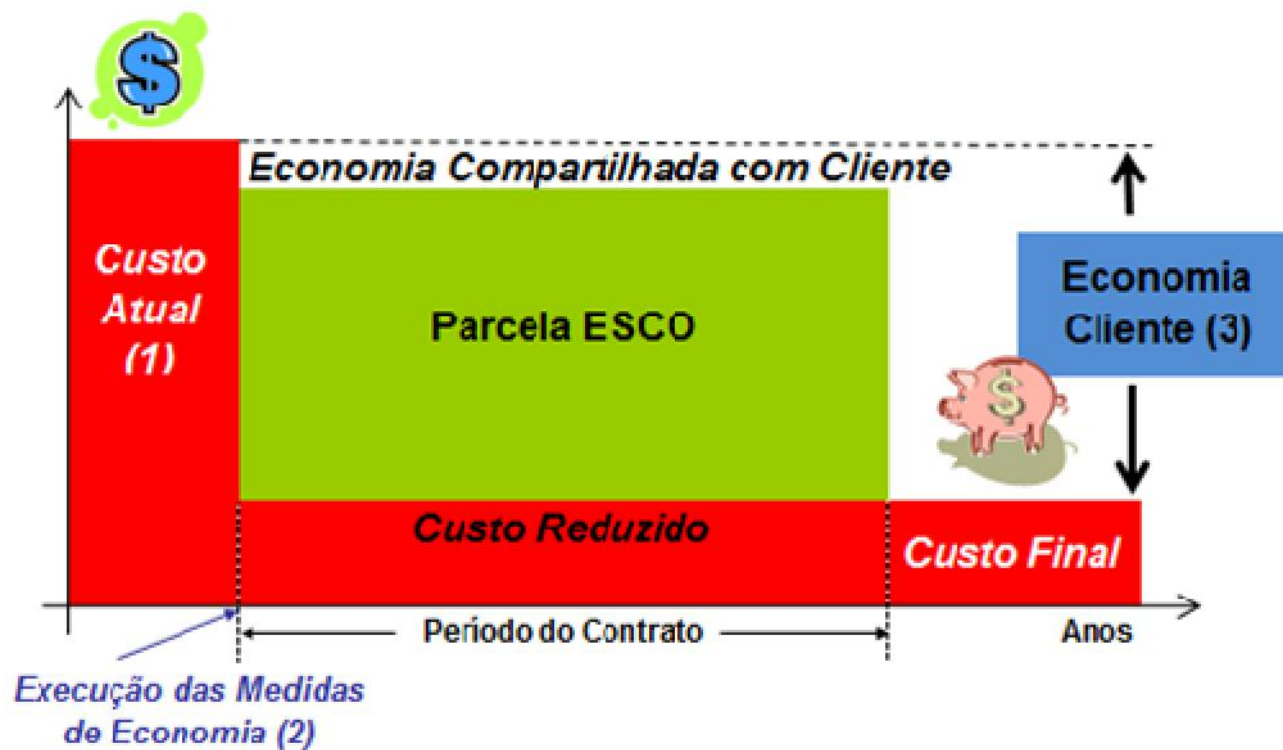 $
Economia Compartilhada com Cliente
Custo
Atual
(1)
Parcela ESCO
Economia
Cliente (3)
$
Custo Reduzido
Custo Final
Período do Contrato
Anos
Execução das Medidas
de Economia (2)